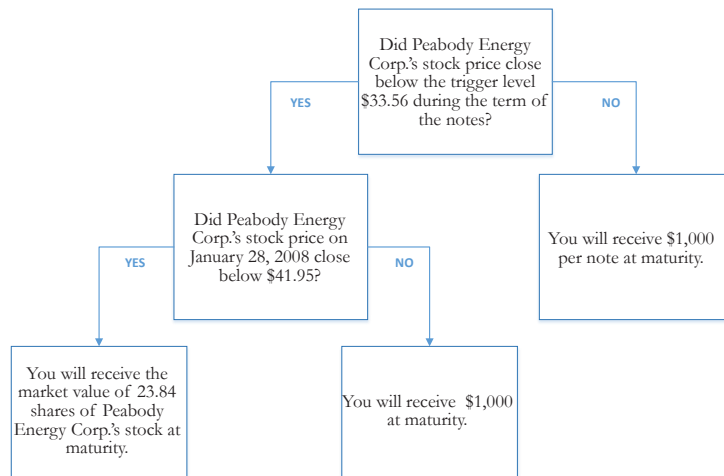 Did Peabody Energy
Corp.'s stock price close
below the trigger level
$33.56 during the term of
the notes?
YES
NO
Did Peabody Energy
Corp.'s stock price on
January 28, 2008 close
below $41.95?
You will receive $1,000
per note at maturity.
YES
NO
You will receive the
market value of 23.84
shares of Peabody
Energy Corp.'s stock at
maturity.
You will receive $1,000
at maturity.